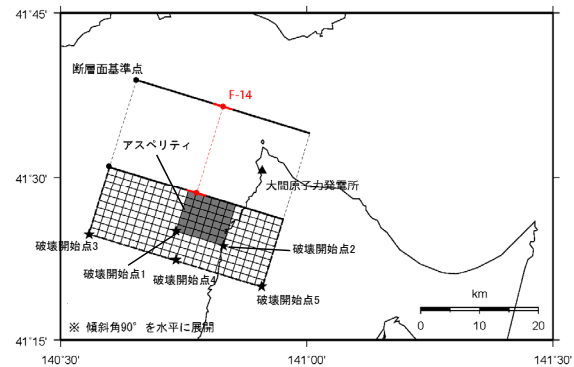 41°45'
断層面基準点
F-14
アスペリティ
41°30'
大間原子力発電所
破壊開始点3
破壊開始点2
破壊開始点1
破壊開始点4
破壊開始点5
km
0 10 20
※ 傾斜角90°を水平に展開
41°15'
140°30' 141°00' 141°30'